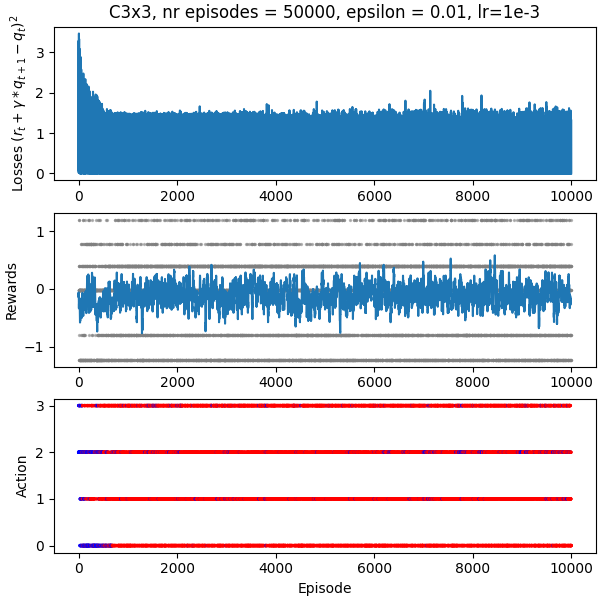 C3x3, nr episodes = 50000, epsilon = 0.01, lr=1e-3
Losses $(r_t + \gamma * q_{t+1} - q_t)^2$
3
2
1
0
0 2000 4000 6000 8000 10000
Rewards
1
0
−1
0 2000 4000 6000 8000 10000
Action
3
2
1
0
0 2000 4000 6000 8000 10000
Episode